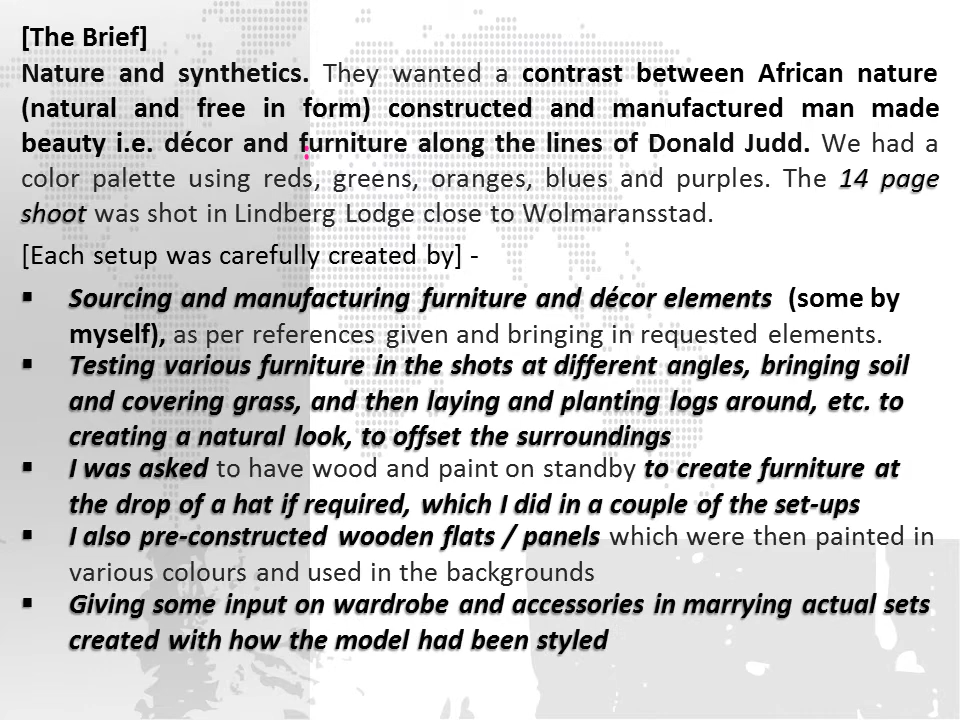 [The Brief]
Nature and synthetics. They wanted a contrast between African nature
(natural and free in form) constructed and manufactured man made
beauty i.e. décor and furniture along the lines of Donald Judd. We had a
color palette using reds, greens, oranges, blues and purples. The 14 page
shoot was shot in Lindberg Lodge close to Wolmaransstad.
[Each setup was carefully created by] -
▪ Sourcing and manufacturing furniture and décor elements (some by
myself), as per references given and bringing in requested elements.
▪ Testing various furniture in the shots at different angles, bringing soil
and covering grass, and then laying and planting logs around, etc. to
creating a natural look, to offset the surroundings
▪ I was asked to have wood and paint on standby to create furniture at
the drop of a hat if required, which I did in a couple of the set-ups
▪ I also pre-constructed wooden flats / panels which were then painted in
various colours and used in the backgrounds
▪ Giving some input on wardrobe and accessories in marrying actual sets
created with how the model had been styled